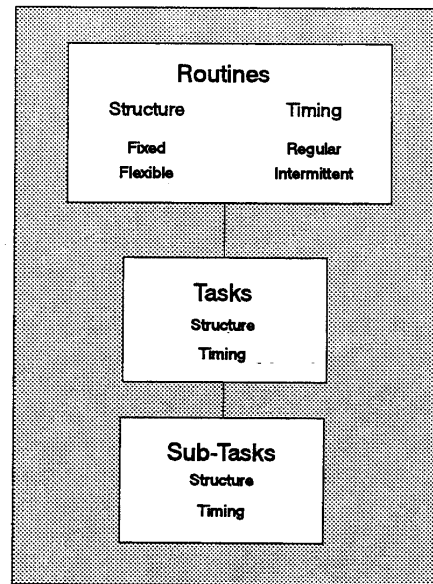 Routines
Structure Timing
Fixed Regular
Flexible Intermittent
Tasks
Structure
Timing
Sub-Tasks
Structure
Timing